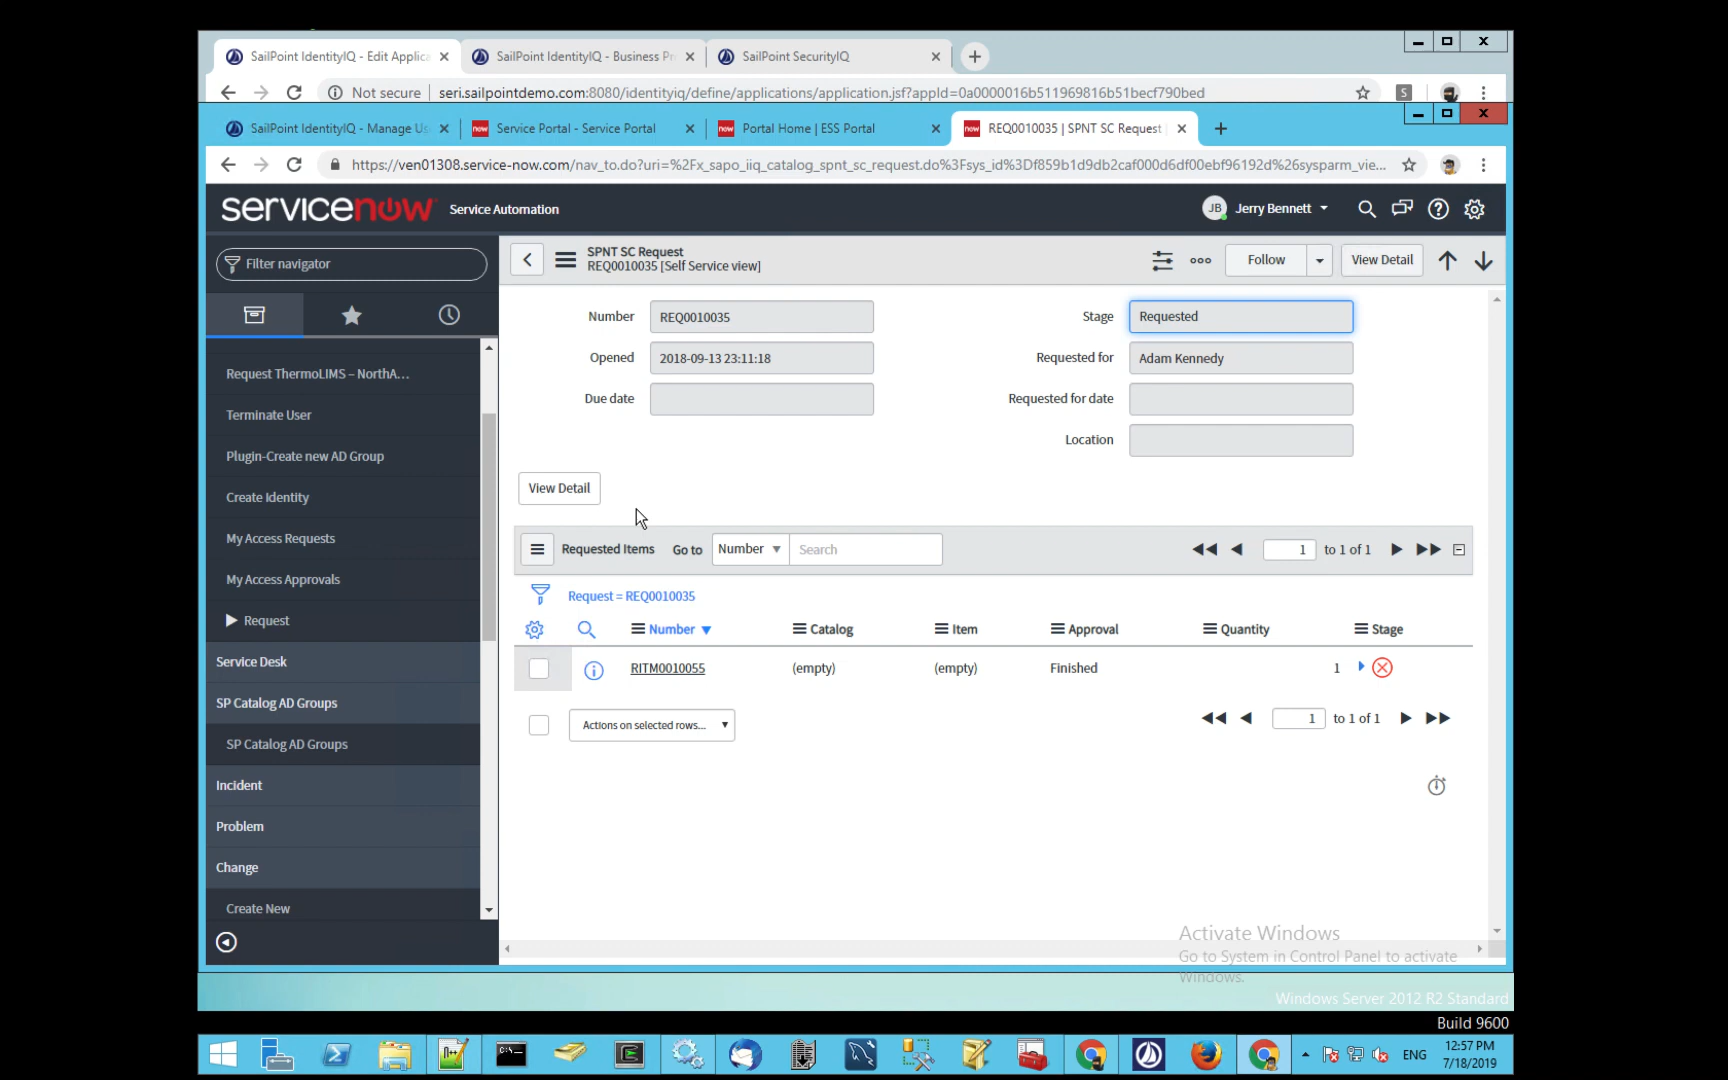 SailPoint IdentityIQ - Edit Applica
SailPoint IdentityIQ - Business Pr
SailPoint SecurityIQ
Not secure
seri.sailpointdemo.com:8080/identityiq/define/applications/application.jsf?appId=0a0000016b511969816b51becf790bed
S
SailPoint IdentityIQ - Manage Us
now
Service Portal - Service Portal
now
Portal Home | ESS Portal
now
REQ0010035 | SPNT SC Request |
https://ven01308.service-now.com/nav_to.do?uri=%2Fx_sapo_iiq_catalog_spnt_sc_request.do%3Fsys_id%3Df859b1d9db2caf000d6df00ebf96192d%26sysparm_vie...
servicenow
Service Automation
JB
Jerry Bennett
Filter navigator
Request ThermoLIMS – NorthA...
Terminate User
Plugin-Create new AD Group
Create Identity
My Access Requests
My Access Approvals
Request
Service Desk
SP Catalog AD Groups
SP Catalog AD Groups
Incident
Problem
Change
Create New
SPNT SC Request
REQ0010035 [Self Service view]
Follow
View Detail
Number
REQ0010035
Opened
2018-09-13 23:11:18
Due date
Stage
Requested
Requested for
Adam Kennedy
Requested for date
Location
View Detail
Requested Items
Go to
Number
Search
1
to 1 of 1
Request = REQ0010035
Number
Catalog
Item
Approval
Quantity
Stage
RITM0010055
(empty)
(empty)
Finished
1
Actions on selected rows...
1
to 1 of 1
Activate Windows
Go to System in Control Panel to activate
Windows.
Windows Server 2012 R2 Standard
Build 9600
ENG
12:57 PM
7/18/2019